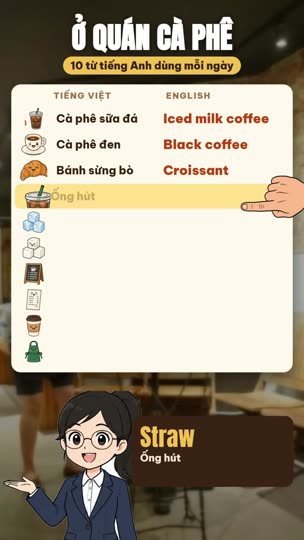 Ở QUÁN CÀ PHÊ
10 từ tiếng Anh dùng mỗi ngày
TIẾNG VIỆT ENGLISH
Cà phê sữa đá Iced milk coffee
Cà phê đen Black coffee
Bánh sừng bò Croissant
Ống hút
Straw
Ống hút